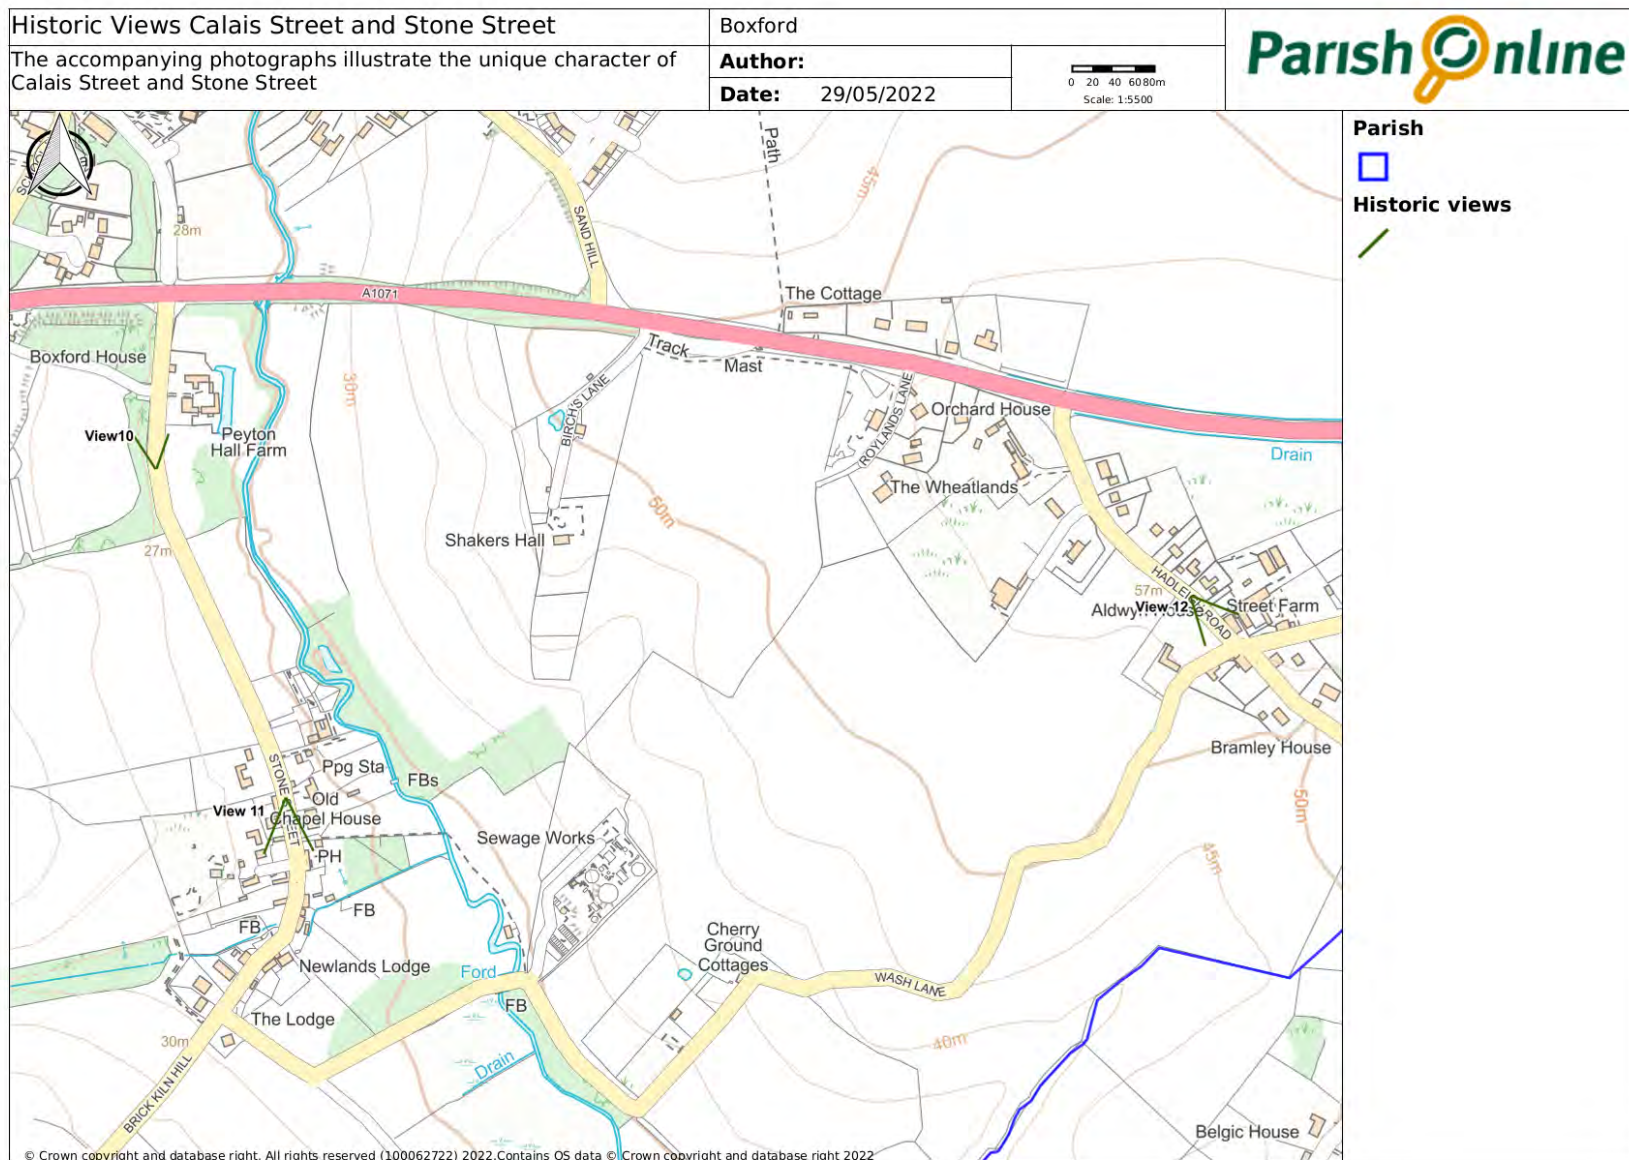 Historic Views Calais Street and Stone Street
The accompanying photographs illustrate the unique character of
Calais Street and Stone Street
Boxford
Author:
Date: 29/05/2022
0 20 40 6080m
Scale: 1:5500
Parish Online
Parish
Historic views
Path
45m
28m
SAND HILL
A1071
The Cottage
Boxford House
Track
Mast
30m
BIRCH'S LANE
ROYLANDS LANE
Orchard House
View10
Peyton
Hall Farm
Drain
The Wheatlands
50m
Shakers Hall
27m
HADLEIGH ROAD
57m
View 12
Aldwyn House
Street Farm
Bramley House
STONE STREET
Ppg Sta
FBs
Old
Chapel House
View 11
PH
50m
Sewage Works
45m
FB
FB
Cherry
Ground
Cottages
Newlands Lodge
Ford
WASH LANE
FB
The Lodge
30m
40m
Drain
BRICK KILN HILL
Belgic House
© Crown copyright and database right. All rights reserved (100062722) 2022.Contains OS data © Crown copyright and database right 2022